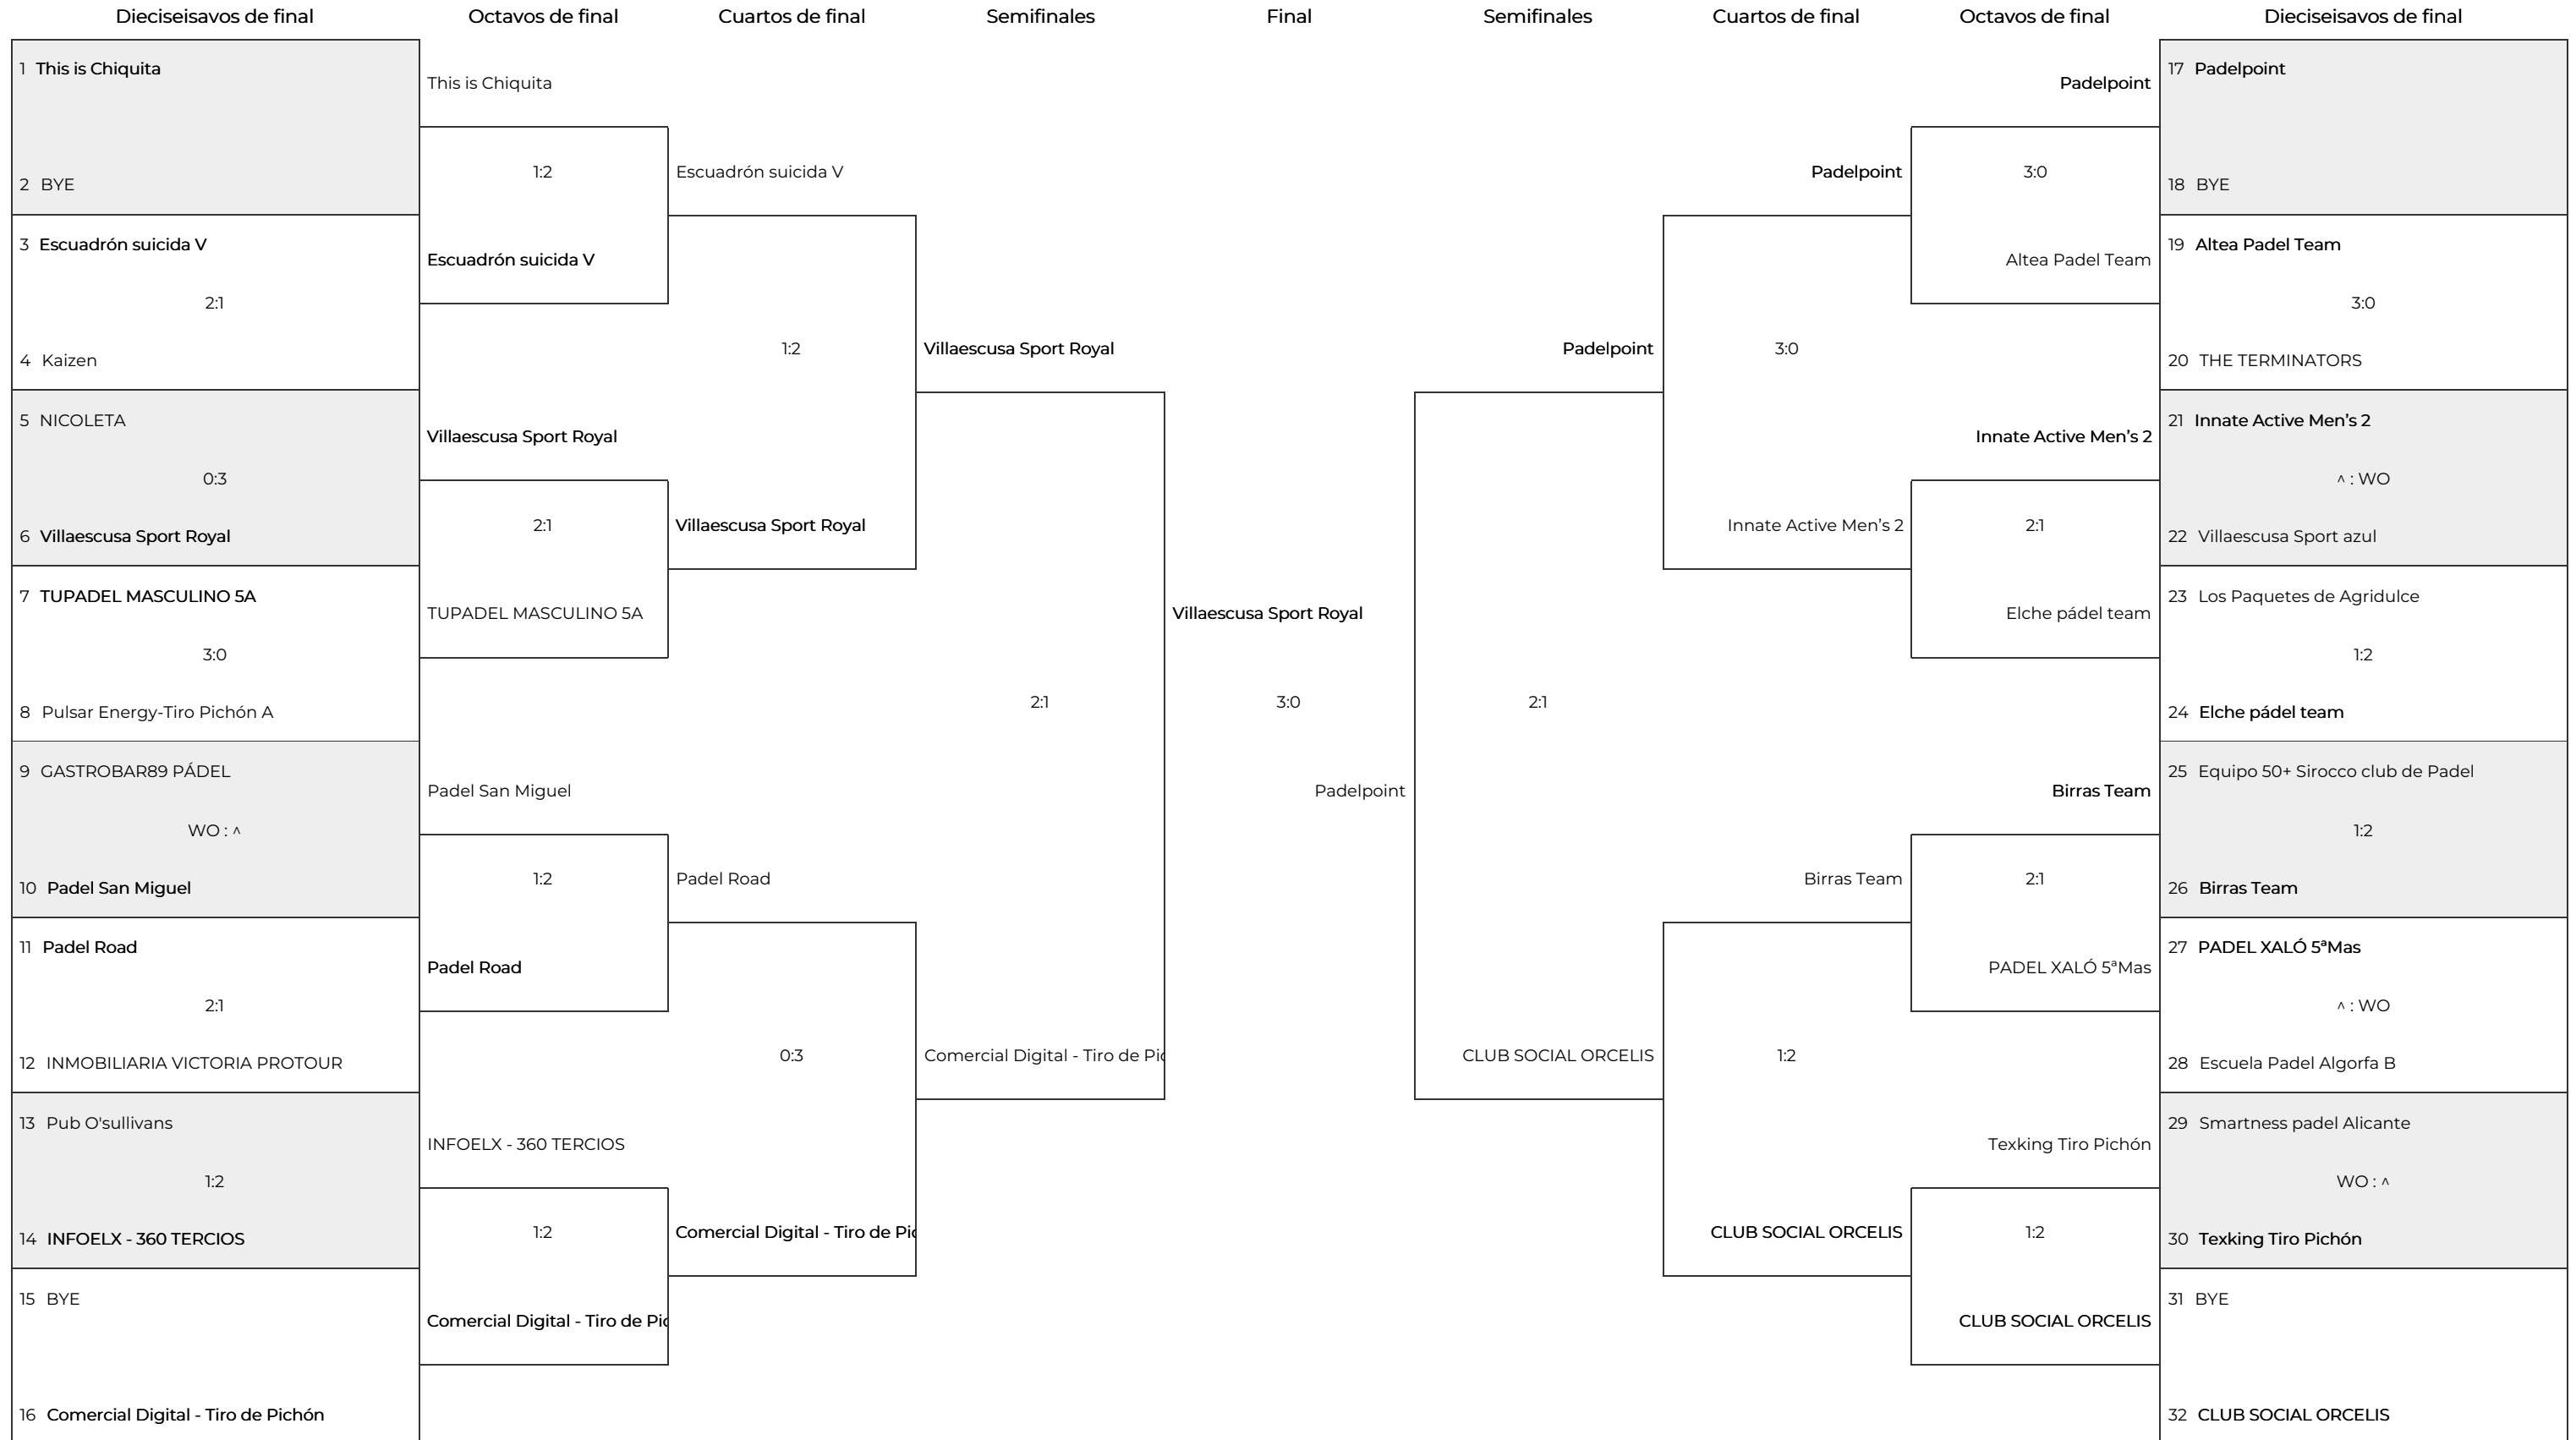 Dieciseisavos de final
Octavos de final
Cuartos de final
Semifinales
Final
Semifinales
Cuartos de final
Octavos de final
Dieciseisavos de final
1 This is Chiquita
2 BYE
3 Escuadrón suicida V
2:1
4 Kaizen
5 NICOLETA
0:3
6 Villaescusa Sport Royal
7 TUPADEL MASCULINO 5A
3:0
8 Pulsar Energy-Tiro Pichón A
9 GASTROBAR89 PÁDEL
WO : ^
10 Padel San Miguel
11 Padel Road
2:1
12 INMOBILIARIA VICTORIA PROTOUR
13 Pub O'sullivans
1:2
14 INFOELX - 360 TERCIOS
15 BYE
16 Comercial Digital - Tiro de Pichón
This is Chiquita
1:2
Escuadrón suicida V
Villaescusa Sport Royal
2:1
TUPADEL MASCULINO 5A
Padel San Miguel
1:2
Padel Road
INFOELX - 360 TERCIOS
1:2
Comercial Digital - Tiro de Pic
Escuadrón suicida V
1:2
Villaescusa Sport Royal
Padel Road
0:3
Comercial Digital - Tiro de Pic
Villaescusa Sport Royal
2:1
Comercial Digital - Tiro de Pic
Villaescusa Sport Royal
3:0
Padelpoint
Padelpoint
2:1
CLUB SOCIAL ORCELIS
Padelpoint
3:0
Innate Active Men’s 2
Birras Team
1:2
CLUB SOCIAL ORCELIS
Padelpoint
3:0
Altea Padel Team
Innate Active Men’s 2
2:1
Elche pádel team
Birras Team
2:1
PADEL XALÓ 5ªMas
Texking Tiro Pichón
1:2
CLUB SOCIAL ORCELIS
17 Padelpoint
18 BYE
19 Altea Padel Team
3:0
20 THE TERMINATORS
21 Innate Active Men’s 2
^ : WO
22 Villaescusa Sport azul
23 Los Paquetes de Agridulce
1:2
24 Elche pádel team
25 Equipo 50+ Sirocco club de Padel
1:2
26 Birras Team
27 PADEL XALÓ 5ªMas
^ : WO
28 Escuela Padel Algorfa B
29 Smartness padel Alicante
WO : ^
30 Texking Tiro Pichón
31 BYE
32 CLUB SOCIAL ORCELIS